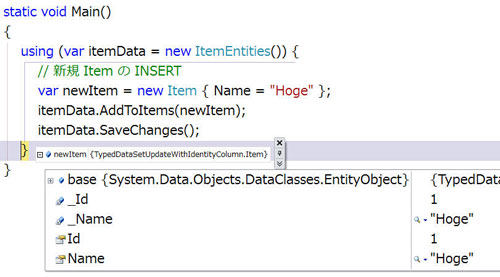 static void Main()
{
using (var itemData = new ItemEntities()) {
// 新規 Item の INSERT
var newItem = new Item { Name = "Hoge" };
itemData.AddToItems(newItem);
itemData.SaveChanges();
}
newItem {TypedDataSetUpdateWithIdentityColumn.Item}
}
base {System.Data.Objects.DataClasses.EntityObject} {TypedData
_Id 1
_Name "Hoge"
Id 1
Name "Hoge"